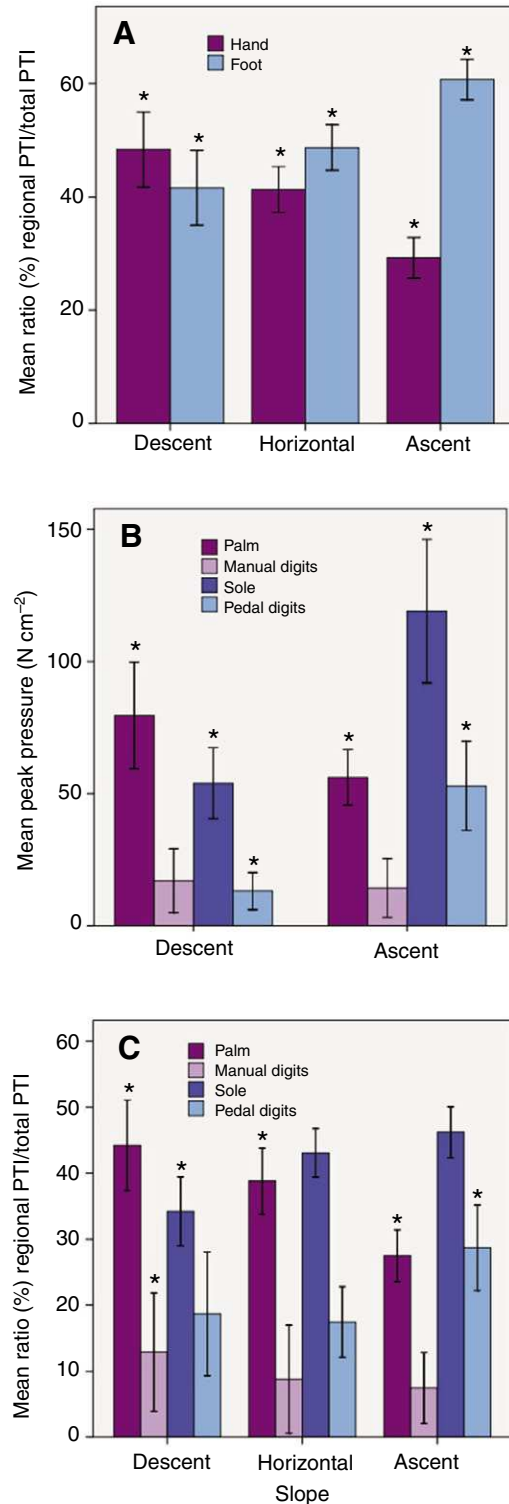 A
Hand
Foot
Mean ratio (%) regional PTI/total PTI
60
40
20
0
* * * * * *
Descent Horizontal Ascent
B
Palm
Manual digits
Sole
Pedal digits
Mean peak pressure (N cm⁻²)
150
100
50
0
* * * * * *
Descent Ascent
C
Palm
Manual digits
Sole
Pedal digits
Mean ratio (%) regional PTI/total PTI
60
50
40
30
20
10
0
* * * * * *
Descent Horizontal Ascent
Slope